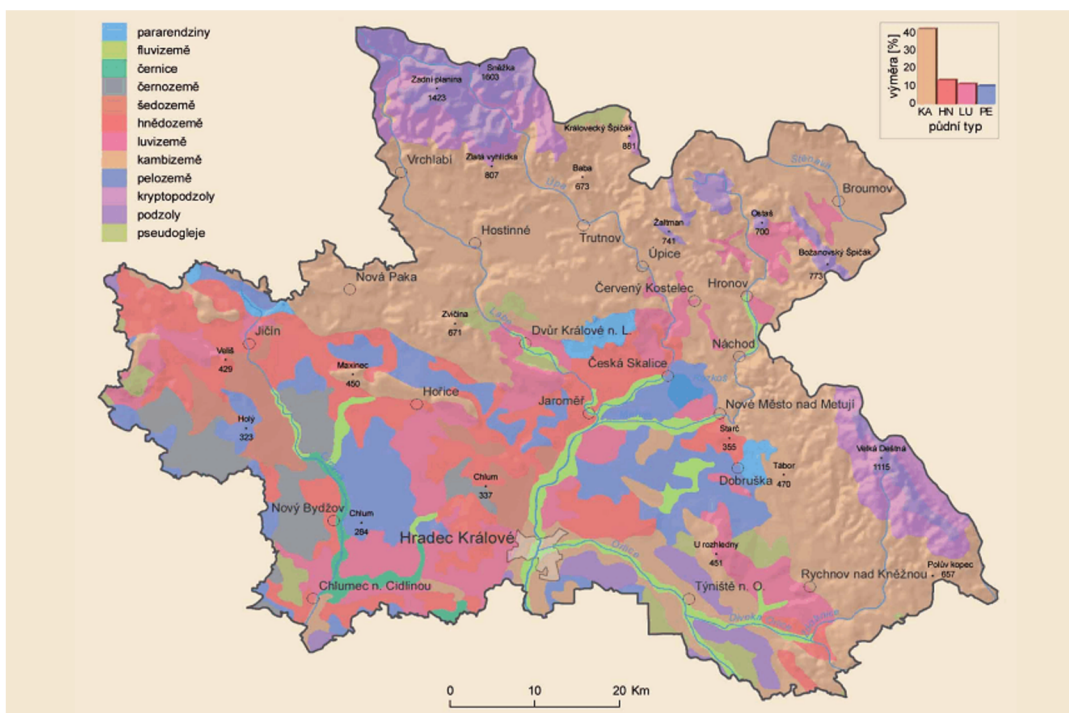 pararendziny
fluvizemě
černice
černozemě
šedozemě
hnědozemě
luvizemě
kambizemě
pelozemě
kryptopodzoly
podzoly
pseudogleje
výměra [%]
40
30
20
10
0
KA HN LU PE
půdní typ
Sněžka
1603
Zadní planina
1423
Královecký Špičák
881
Vrchlabí
Zlatá vyhlídka
807
Baba
673
Úpa
Stěnava
Broumov
Hostinné
Trutnov
Žaltman
741
Ostaš
700
Úpice
Božanovský Špičák
773
Nová Paka
Červený Kostelec
Hronov
Zvičina
671
Labe
Dvůr Králové n. L.
Jičín
Náchod
Veliš
429
Maxinec
450
Česká Skalice
Hořice
Jaroměř
Nové Město nad Metují
Holý
323
Starč
355
Velká Deštná
1115
Chlum
337
Dobruška
Tábor
470
Nový Bydžov
Chlum
284
Hradec Králové
Orlice
U rozhledny
451
Polův kopec
657
Chlumec n. Cidlinou
Týniště n. O.
Rychnov nad Kněžnou
0 10 20 Km